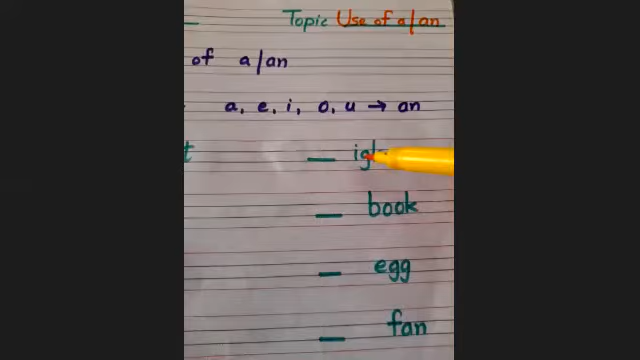 Topic Use of a/an
of a/an
a, e, i, o, u → an
book
egg
fan